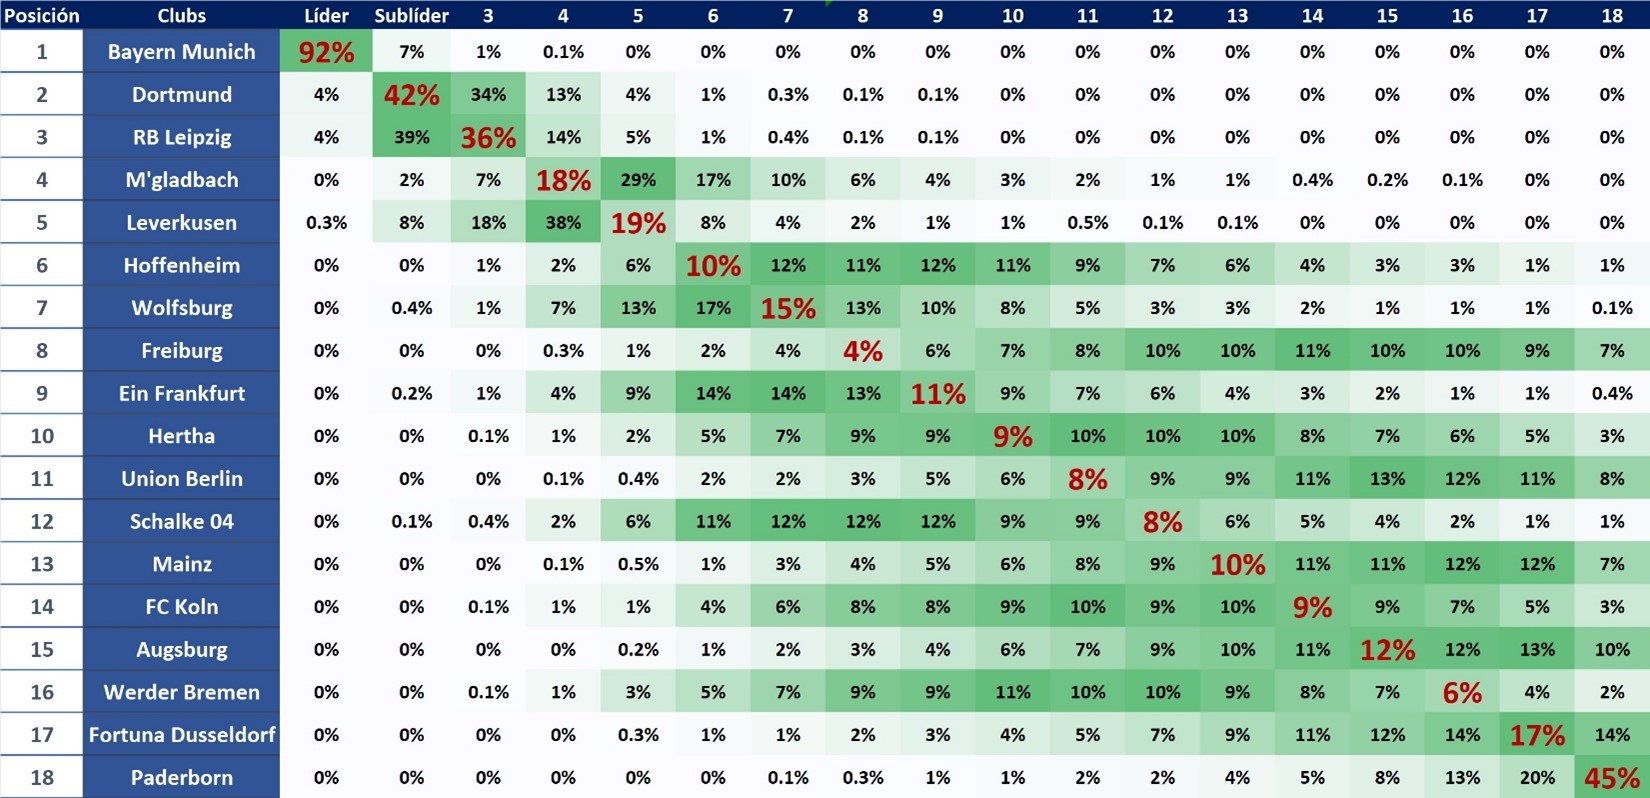 Posición Clubs Líder Sublíder 3 4 5 6 7 8 9 10 11 12 13 14 15 16 17 18
1 Bayern Munich 92% 7% 1% 0.1% 0% 0% 0% 0% 0% 0% 0% 0% 0% 0% 0% 0% 0% 0%
2 Dortmund 4% 42% 34% 13% 4% 1% 0.3% 0.1% 0.1% 0% 0% 0% 0% 0% 0% 0% 0% 0%
3 RB Leipzig 4% 39% 36% 14% 5% 1% 0.4% 0.1% 0.1% 0% 0% 0% 0% 0% 0% 0% 0% 0%
4 M'gladbach 0% 2% 7% 18% 29% 17% 10% 6% 4% 3% 2% 1% 1% 0.4% 0.2% 0.1% 0% 0%
5 Leverkusen 0.3% 8% 18% 38% 19% 8% 4% 2% 1% 1% 0.5% 0.1% 0.1% 0% 0% 0% 0% 0%
6 Hoffenheim 0% 0% 1% 2% 6% 10% 12% 11% 12% 11% 9% 7% 6% 4% 3% 3% 1% 1%
7 Wolfsburg 0% 0.4% 1% 7% 13% 17% 15% 13% 10% 8% 5% 3% 3% 2% 1% 1% 1% 0.1%
8 Freiburg 0% 0% 0% 0.3% 1% 2% 4% 4% 6% 7% 8% 10% 10% 11% 10% 10% 9% 7%
9 Ein Frankfurt 0% 0.2% 1% 4% 9% 14% 14% 13% 11% 9% 7% 6% 4% 3% 2% 1% 1% 0.4%
10 Hertha 0% 0% 0.1% 1% 2% 5% 7% 9% 9% 9% 10% 10% 10% 8% 7% 6% 5% 3%
11 Union Berlin 0% 0% 0% 0.1% 0.4% 2% 2% 3% 5% 6% 8% 9% 9% 11% 13% 12% 11% 8%
12 Schalke 04 0% 0.1% 0.4% 2% 6% 11% 12% 12% 12% 9% 9% 8% 6% 5% 4% 2% 1% 1%
13 Mainz 0% 0% 0% 0.1% 0.5% 1% 3% 4% 5% 6% 8% 9% 10% 11% 11% 12% 12% 7%
14 FC Koln 0% 0% 0.1% 1% 1% 4% 6% 8% 8% 9% 10% 9% 10% 9% 9% 7% 5% 3%
15 Augsburg 0% 0% 0% 0% 0.2% 1% 2% 3% 4% 6% 7% 9% 10% 11% 12% 12% 13% 10%
16 Werder Bremen 0% 0% 0.1% 1% 3% 5% 7% 9% 9% 11% 10% 10% 9% 8% 7% 6% 4% 2%
17 Fortuna Dusseldorf 0% 0% 0% 0% 0.3% 1% 1% 2% 3% 4% 5% 7% 9% 11% 12% 14% 17% 14%
18 Paderborn 0% 0% 0% 0% 0% 0% 0.1% 0.3% 1% 1% 2% 2% 4% 5% 8% 13% 20% 45%